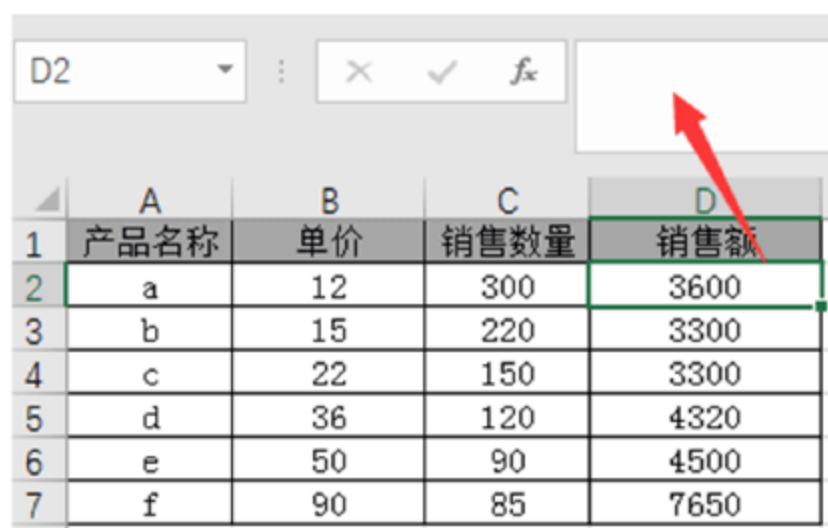 D2 fx
A B C D
1 产品名称 单价 销售数量 销售额
2 a 12 300 3600
3 b 15 220 3300
4 c 22 150 3300
5 d 36 120 4320
6 e 50 90 4500
7 f 90 85 7650